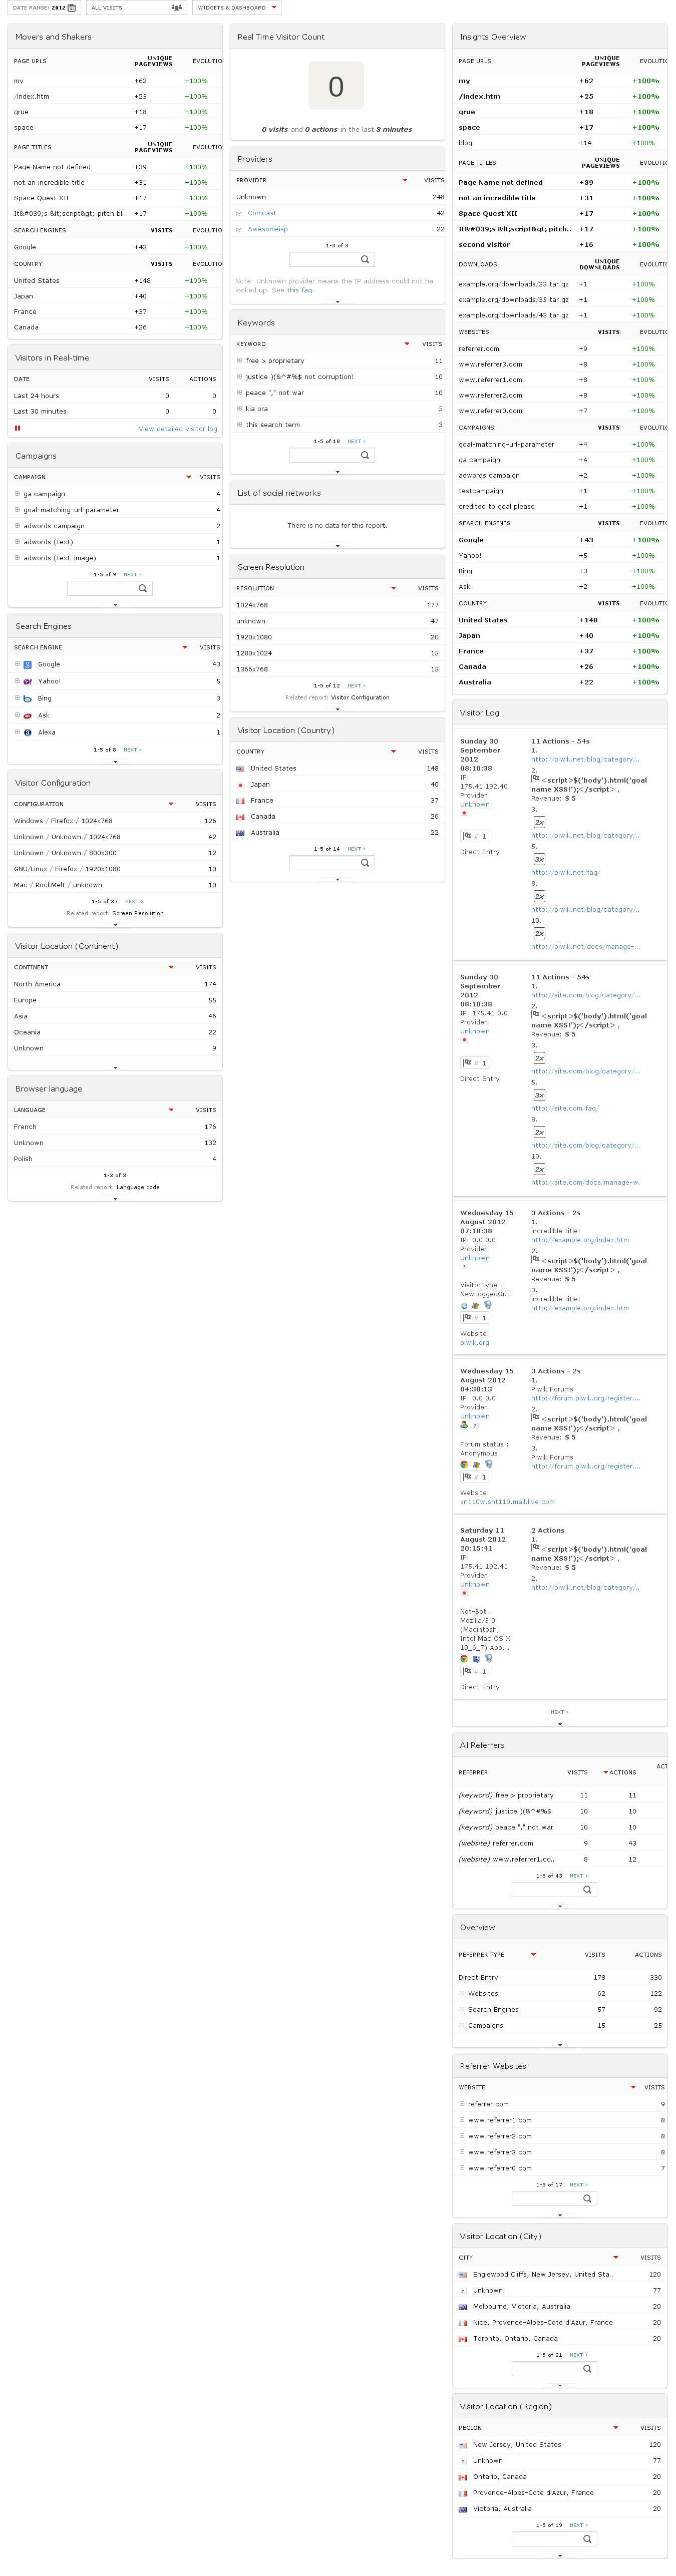 DATE RANGE: 2012
ALL VISITS
WIDGETS & DASHBOARD
Movers and Shakers
PAGE URLS UNIQUE PAGEVIEWS EVOLUTIO
my +62 +100%
/index.htm +25 +100%
grue +18 +100%
space +17 +100%
PAGE TITLES UNIQUE PAGEVIEWS EVOLUTIO
Page Name not defined +39 +100%
not an incredible title +31 +100%
Space Quest XII +17 +100%
It&#039;s &lt;script&gt; pitch bl... +17 +100%
SEARCH ENGINES VISITS EVOLUTIO
Google +43 +100%
COUNTRY VISITS EVOLUTIO
United States +148 +100%
Japan +40 +100%
France +37 +100%
Canada +26 +100%
Visitors in Real-time
DATE VISITS ACTIONS
Last 24 hours 0 0
Last 30 minutes 0 0
View detailed visitor log
Campaigns
CAMPAIGN VISITS
ga campaign 4
goal-matching-url-parameter 4
adwords campaign 2
adwords (text) 1
adwords (text_image) 1
1-5 of 9 NEXT ›
Search Engines
SEARCH ENGINE VISITS
Google 43
Yahoo! 5
Bing 3
Ask 2
Alexa 1
1-5 of 8 NEXT ›
Visitor Configuration
CONFIGURATION VISITS
Windows / Firefox / 1024x768 126
Unknown / Unknown / 1024x768 42
Unknown / Unknown / 800x300 12
GNU/Linux / Firefox / 1920x1080 10
Mac / RockMelt / unknown 10
1-5 of 33 NEXT ›
Related report: Screen Resolution
Visitor Location (Continent)
CONTINENT VISITS
North America 174
Europe 55
Asia 46
Oceania 22
Unknown 9
Browser language
LANGUAGE VISITS
French 176
Unknown 132
Polish 4
1-3 of 3
Related report: Language code
Real Time Visitor Count
0
0 visits and 0 actions in the last 3 minutes
Providers
PROVIDER VISITS
Unknown 248
Comcast 42
Awesomeisp 22
1-3 of 3
Note: Unknown provider means the IP address could not be
looked up. See this faq.
Keywords
KEYWORD VISITS
free > proprietary 11
justice )(&^#%$ not corruption! 10
peace "," not war 10
kia ora 5
this search term 3
1-5 of 18 NEXT ›
List of social networks
There is no data for this report.
Screen Resolution
RESOLUTION VISITS
1024x768 177
unknown 47
1920x1080 20
1280x1024 15
1366x768 15
1-5 of 12 NEXT ›
Related report: Visitor Configuration
Visitor Location (Country)
COUNTRY VISITS
United States 148
Japan 40
France 37
Canada 26
Australia 22
1-5 of 14 NEXT ›
Insights Overview
PAGE URLS UNIQUE PAGEVIEWS EVOLUTIO
my +62 +100%
/index.htm +25 +100%
grue +18 +100%
space +17 +100%
blog +14 +100%
PAGE TITLES UNIQUE PAGEVIEWS EVOLUTIO
Page Name not defined +39 +100%
not an incredible title +31 +100%
Space Quest XII +17 +100%
It&#039;s &lt;script&gt; pitch.. +17 +100%
second visitor +16 +100%
DOWNLOADS UNIQUE DOWNLOADS EVOLUTIO
example.org/downloads/33.tar.gz +1 +100%
example.org/downloads/35.tar.gz +1 +100%
example.org/downloads/43.tar.gz +1 +100%
WEBSITES VISITS EVOLUTIO
referrer.com +9 +100%
www.referrer3.com +8 +100%
www.referrer1.com +8 +100%
www.referrer2.com +8 +100%
www.referrer0.com +7 +100%
CAMPAIGNS VISITS EVOLUTIO
goal-matching-url-parameter +4 +100%
ga campaign +4 +100%
adwords campaign +2 +100%
testcampaign +1 +100%
credited to goal please +1 +100%
SEARCH ENGINES VISITS EVOLUTIO
Google +43 +100%
Yahoo! +5 +100%
Bing +3 +100%
Ask +2 +100%
COUNTRY VISITS EVOLUTIO
United States +148 +100%
Japan +40 +100%
France +37 +100%
Canada +26 +100%
Australia +22 +100%
Visitor Log
Sunday 30
September
2012
08:10:38
IP:
175.41.192.40
Provider:
Unknown
# 1
Direct Entry
11 Actions - 54s
1.
http://piwik.net/blog/category/..
2.
<script>$('body').html('goal
name XSS!');</script> ,
Revenue: $ 5
3.
2x
http://piwik.net/blog/category/..
5.
3x
http://piwik.net/faq/
8.
2x
http://piwik.net/blog/category/..
10.
2x
http://piwik.net/docs/manage-...
Sunday 30
September
2012
08:10:38
IP: 175.41.0.0
Provider:
Unknown
# 1
Direct Entry
11 Actions - 54s
1.
http://site.com/blog/category/...
2.
<script>$('body').html('goal
name XSS!');</script> ,
Revenue: $ 5
3.
2x
http://site.com/blog/category/...
5.
3x
http://site.com/faq/
8.
2x
http://site.com/blog/category/...
10.
2x
http://site.com/docs/manage-w.
Wednesday 15
August 2012
07:18:38
IP: 0.0.0.0
Provider:
Unknown
VisitorType :
NewLoggedOut
# 1
Website:
piwik.org
3 Actions - 2s
1.
incredible title!
http://example.org/index.htm
2.
<script>$('body').html('goal
name XSS!');</script> ,
Revenue: $ 5
3.
incredible title!
http://example.org/index.htm
Wednesday 15
August 2012
04:30:13
IP: 0.0.0.0
Provider:
Unknown
Forum status :
Anonymous
# 1
Website:
sn110w.snt110.mail.live.com
3 Actions - 2s
1.
Piwik Forums
http://forum.piwik.org/register....
2.
<script>$('body').html('goal
name XSS!');</script> ,
Revenue: $ 5
3.
Piwik Forums
http://forum.piwik.org/register....
Saturday 11
August 2012
20:15:41
IP:
175.41.192.41
Provider:
Unknown
Not-Bot :
Mozilla/5.0
(Macintosh;
Intel Mac OS X
10_6_7) App...
# 1
Direct Entry
2 Actions
1.
<script>$('body').html('goal
name XSS!');</script> ,
Revenue: $ 5
2.
http://piwik.net/blog/category/..
NEXT ›
All Referrers
REFERRER VISITS ACTIONS ACT
(keyword) free > proprietary 11 11
(keyword) justice )(&^#%$. 10 10
(keyword) peace "," not war 10 10
(website) referrer.com 9 43
(website) www.referrer1.co.. 8 12
1-5 of 43 NEXT ›
Overview
REFERRER TYPE VISITS ACTIONS
Direct Entry 178 330
Websites 62 122
Search Engines 57 92
Campaigns 15 25
Referrer Websites
WEBSITE VISITS
referrer.com 9
www.referrer1.com 8
www.referrer2.com 8
www.referrer3.com 8
www.referrer0.com 7
1-5 of 17 NEXT ›
Visitor Location (City)
CITY VISITS
Englewood Cliffs, New Jersey, United Sta.. 120
Unknown 77
Melbourne, Victoria, Australia 20
Nice, Provence-Alpes-Cote d'Azur, France 20
Toronto, Ontario, Canada 20
1-5 of 21 NEXT ›
Visitor Location (Region)
REGION VISITS
New Jersey, United States 120
Unknown 77
Ontario, Canada 20
Provence-Alpes-Cote d'Azur, France 20
Victoria, Australia 20
1-5 of 19 NEXT ›